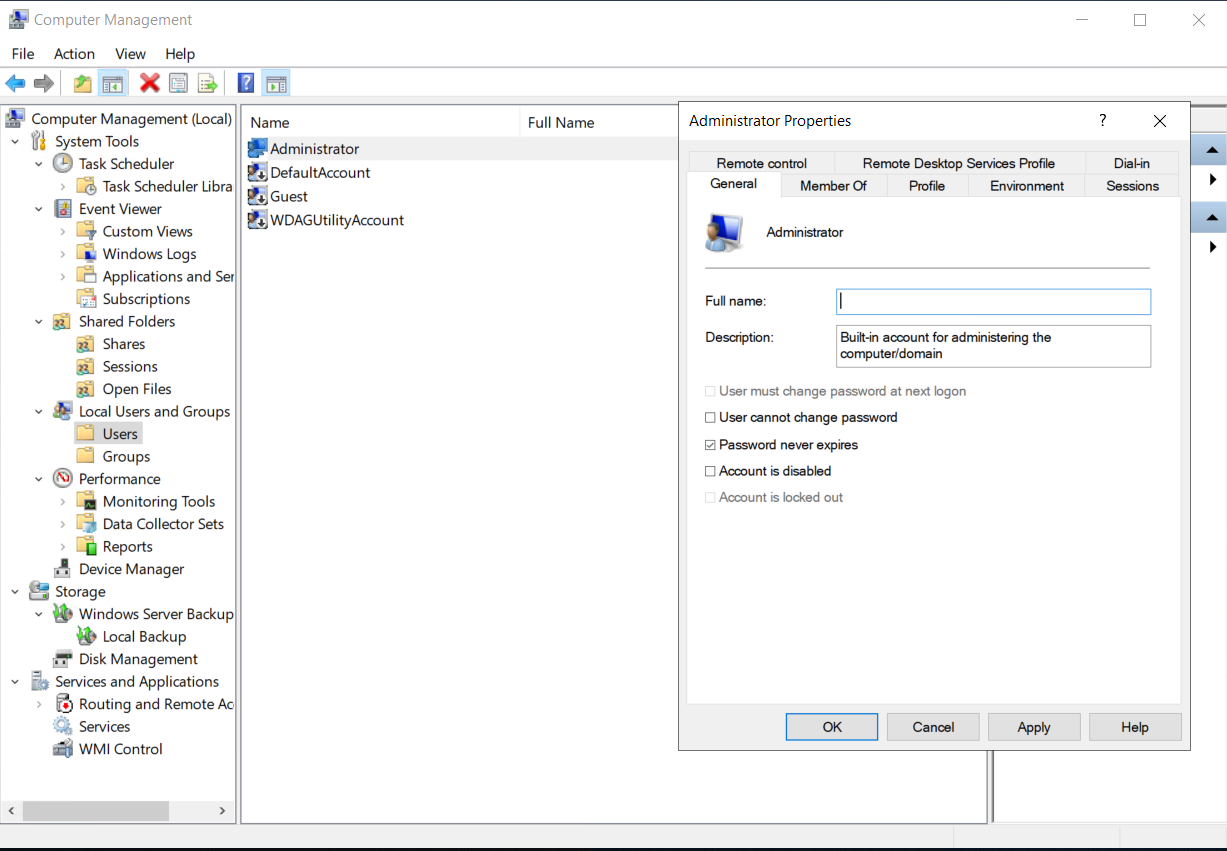 Computer Management
File Action View Help
Computer Management (Local)
System Tools
Task Scheduler
Task Scheduler Libra
Event Viewer
Custom Views
Windows Logs
Applications and Ser
Subscriptions
Shared Folders
Shares
Sessions
Open Files
Local Users and Groups
Users
Groups
Performance
Monitoring Tools
Data Collector Sets
Reports
Device Manager
Storage
Windows Server Backup
Local Backup
Disk Management
Services and Applications
Routing and Remote Ac
Services
WMI Control
Name Full Name
Administrator
DefaultAccount
Guest
WDAGUtilityAccount
Administrator Properties
Remote control Remote Desktop Services Profile Dial-in
General Member Of Profile Environment Sessions
Administrator
Full name:
Description: Built-in account for administering the
computer/domain
User must change password at next logon
User cannot change password
Password never expires
Account is disabled
Account is locked out
OK Cancel Apply Help